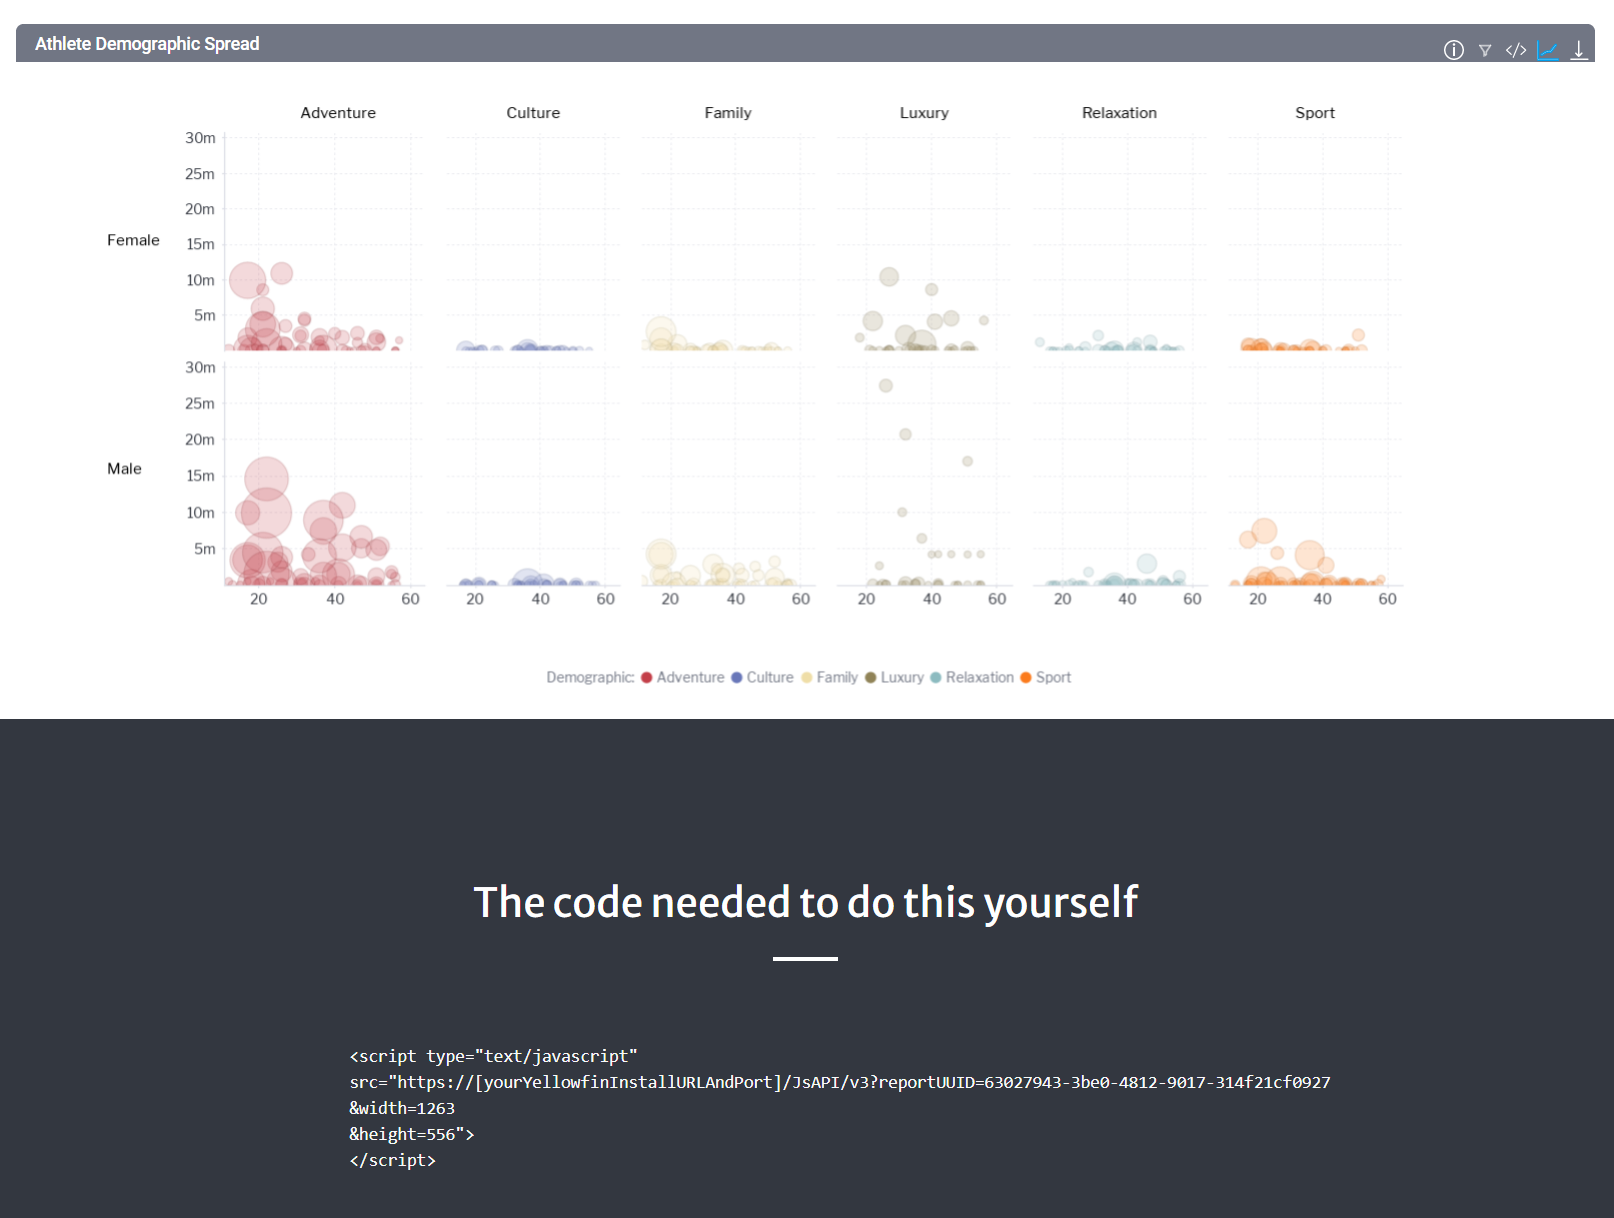 Athlete Demographic Spread
Adventure Culture Family Luxury Relaxation Sport
30m
25m
20m
Female 15m
10m
5m
30m
25m
20m
Male 15m
10m
5m
20 40 60 20 40 60 20 40 60 20 40 60 20 40 60 20 40 60
Demographic: Adventure Culture Family Luxury Relaxation Sport
The code needed to do this yourself
<script type="text/javascript"
src="https://[yourYellowfinInstallURLAndPort]/JsAPI/v3?reportUUID=63027943-3be0-4812-9017-314f21cf0927
&width=1263
&height=556">
</script>